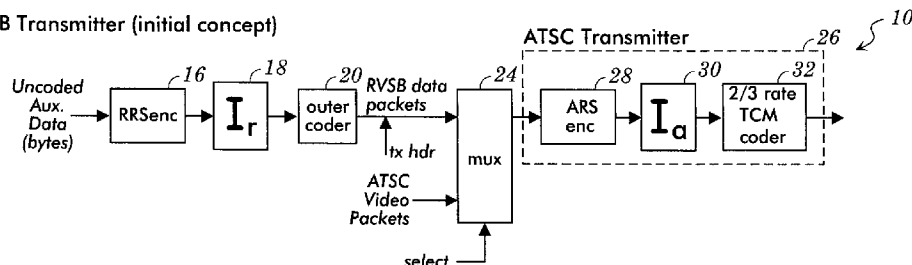 B Transmitter (initial concept)
10
ATSC Transmitter
26
16
18
20
24
28
30
32
Uncoded
Aux.
Data
(bytes)
RRSenc
Ir
outer
coder
RVSB data
packets
tx hdr
mux
ATSC
Video
Packets
select
ARS
enc
Ia
2/3 rate
TCM
coder